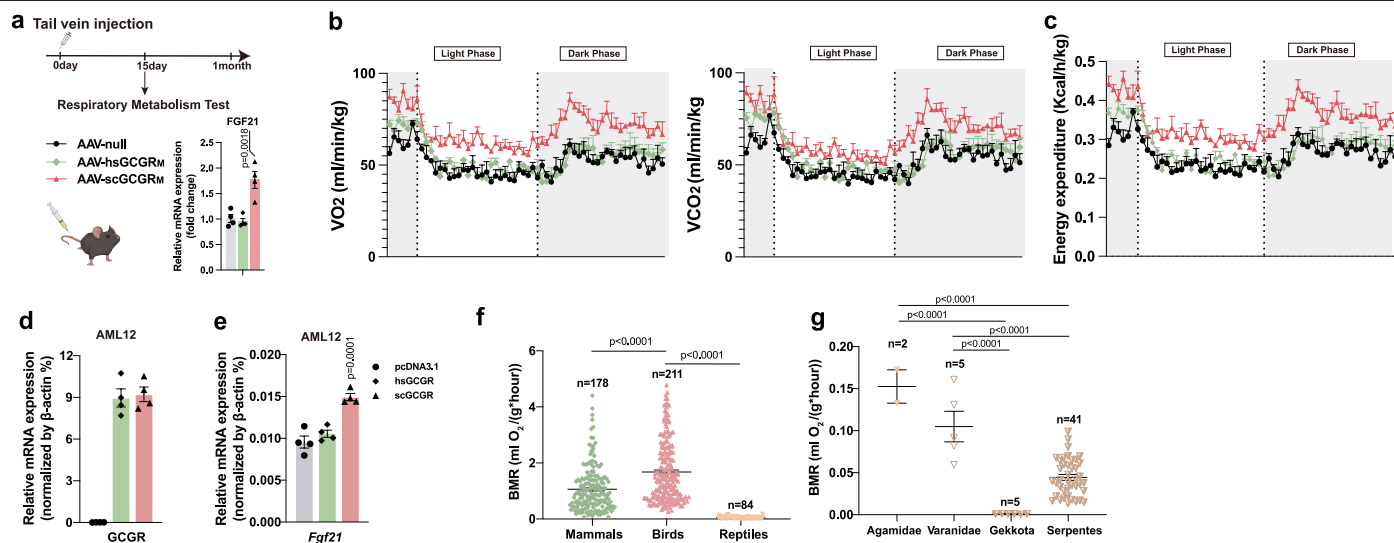 a
Tail vein injection
0day
15day
1month
Respiratory Metabolism Test
AAV-null
AAV-hsGCGRM
AAV-scGCGRM
FGF21
p=0.0018
Relative mRNA expression
(fold change)
2.5
2.0
1.5
1.0
0.5
0.0
b
Light Phase
Dark Phase
VO2 (ml/min/kg)
100
50
0
Light Phase
Dark Phase
VCO2 (ml/min/kg)
100
50
0
c
Light Phase
Dark Phase
Energy expenditure (Kcal/h/kg)
0.5
0.4
0.3
0.2
0.1
0.0
d
AML12
Relative mRNA expression
(normalized by β-actin %)
12
9
6
3
0
GCGR
e
AML12
p=0.0001
Relative mRNA expression
(normalized by β-actin %)
0.020
0.015
0.010
0.005
0.000
Fgf21
pcDNA3.1
hsGCGR
scGCGR
f
p<0.0001
p<0.0001
n=178
n=211
n=84
BMR (ml O2/(g*hour))
6
4
2
0
Mammals
Birds
Reptiles
g
p<0.0001
p<0.0001
p<0.0001
p<0.0001
n=2
n=5
n=5
n=41
BMR (ml O2/(g*hour))
0.20
0.15
0.10
0.05
0.00
Agamidae
Varanidae
Gekkota
Serpentes